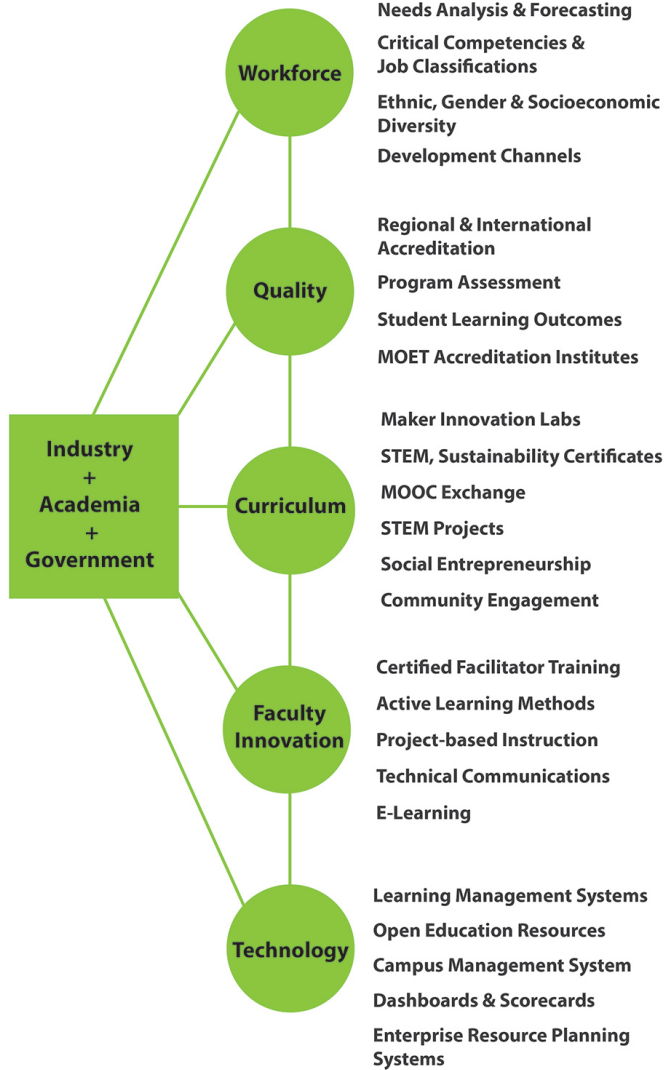 Industry
+
Academia
+
Government
Workforce
Needs Analysis & Forecasting
Critical Competencies &
Job Classifications
Ethnic, Gender & Socioeconomic
Diversity
Development Channels
Quality
Regional & International
Accreditation
Program Assessment
Student Learning Outcomes
MOET Accreditation Institutes
Curriculum
Maker Innovation Labs
STEM, Sustainability Certificates
MOOC Exchange
STEM Projects
Social Entrepreneurship
Community Engagement
Faculty
Innovation
Certified Facilitator Training
Active Learning Methods
Project-based Instruction
Technical Communications
E-Learning
Technology
Learning Management Systems
Open Education Resources
Campus Management System
Dashboards & Scorecards
Enterprise Resource Planning
Systems